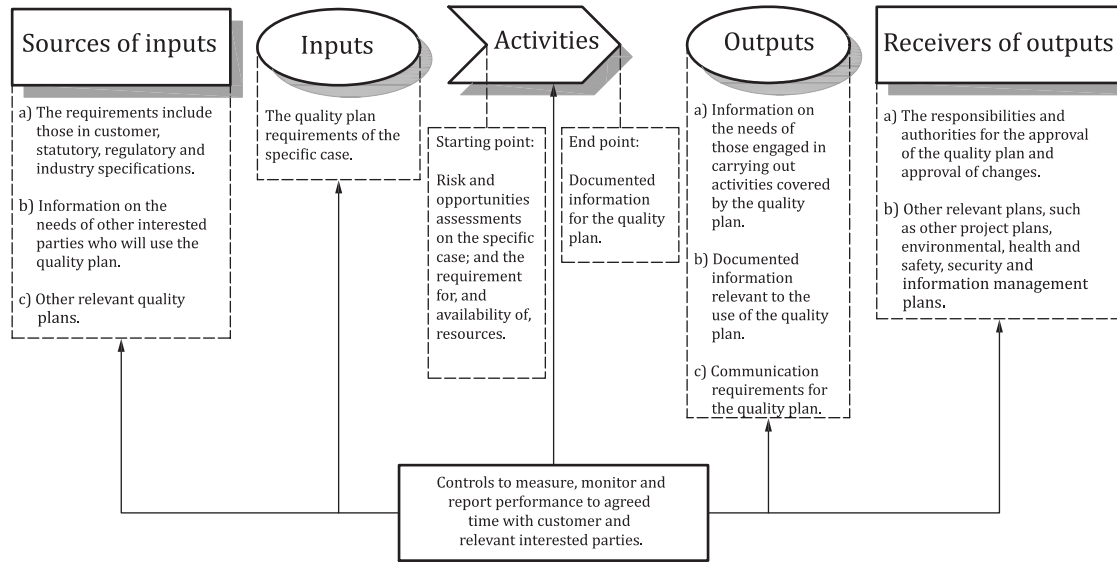 Sources of inputs
a) The requirements include
those in customer,
statutory, regulatory and
industry specifications.
b) Information on the
needs of other interested
parties who will use the
quality plan.
c) Other relevant quality
plans.
Inputs
The quality plan
requirements of the
specific case.
Activities
Starting point:
Risk and
opportunities
assessments
on the specific
case; and the
requirement
for, and
availability of,
resources.
End point:
Documented
information
for the quality
plan.
Outputs
a) Information on
the needs of
those engaged in
carrying out
activities covered
by the quality
plan.
b) Documented
information
relevant to the
use of the quality
plan.
c) Communication
requirements for
the quality plan.
Receivers of outputs
a) The responsibilities and
authorities for the approval
of the quality plan and
approval of changes.
b) Other relevant plans, such
as other project plans,
environmental, health and
safety, security and
information management
plans.
Controls to measure, monitor and
report performance to agreed
time with customer and
relevant interested parties.